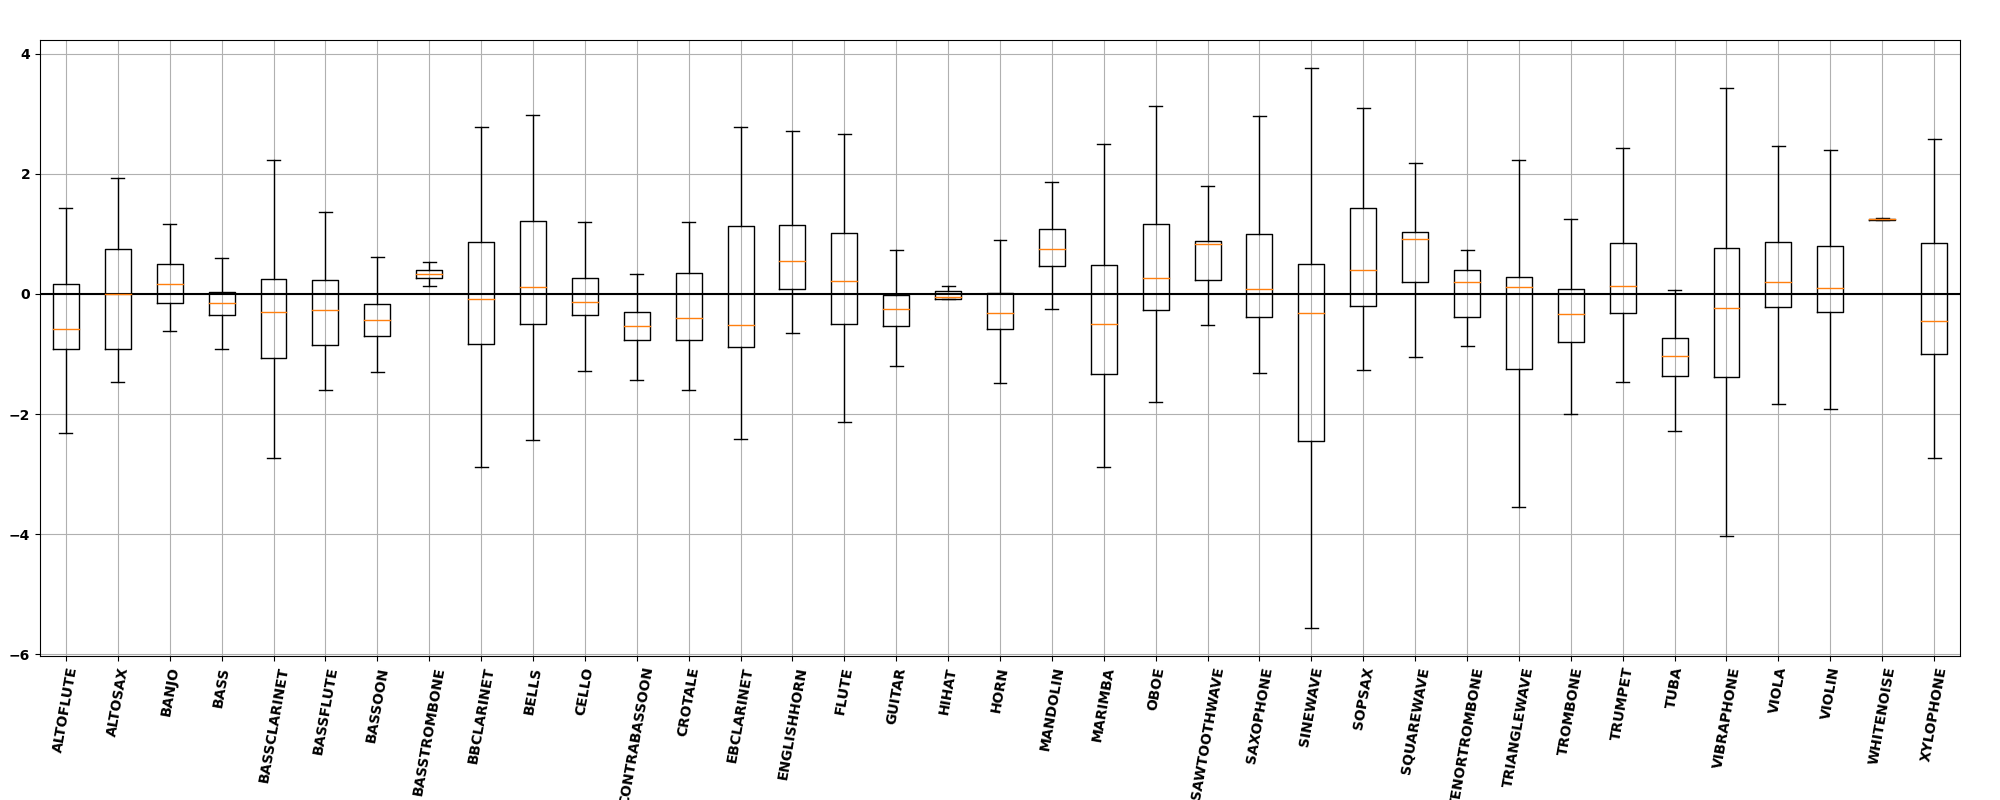 4
2
0
−2
−4
−6
ALTOFLUTE
ALTOSAX
BANJO
BASS
BASSCLARINET
BASSFLUTE
BASSOON
BASSTROMBONE
BBCLARINET
BELLS
CELLO
CONTRABASSOON
CROTALE
EBCLARINET
ENGLISHHORN
FLUTE
GUITAR
HIHAT
HORN
MANDOLIN
MARIMBA
OBOE
SAWTOOTHWAVE
SAXOPHONE
SINEWAVE
SOPSAX
SQUAREWAVE
TENORTROMBONE
TRIANGLEWAVE
TROMBONE
TRUMPET
TUBA
VIBRAPHONE
VIOLA
VIOLIN
WHITENOISE
XYLOPHONE